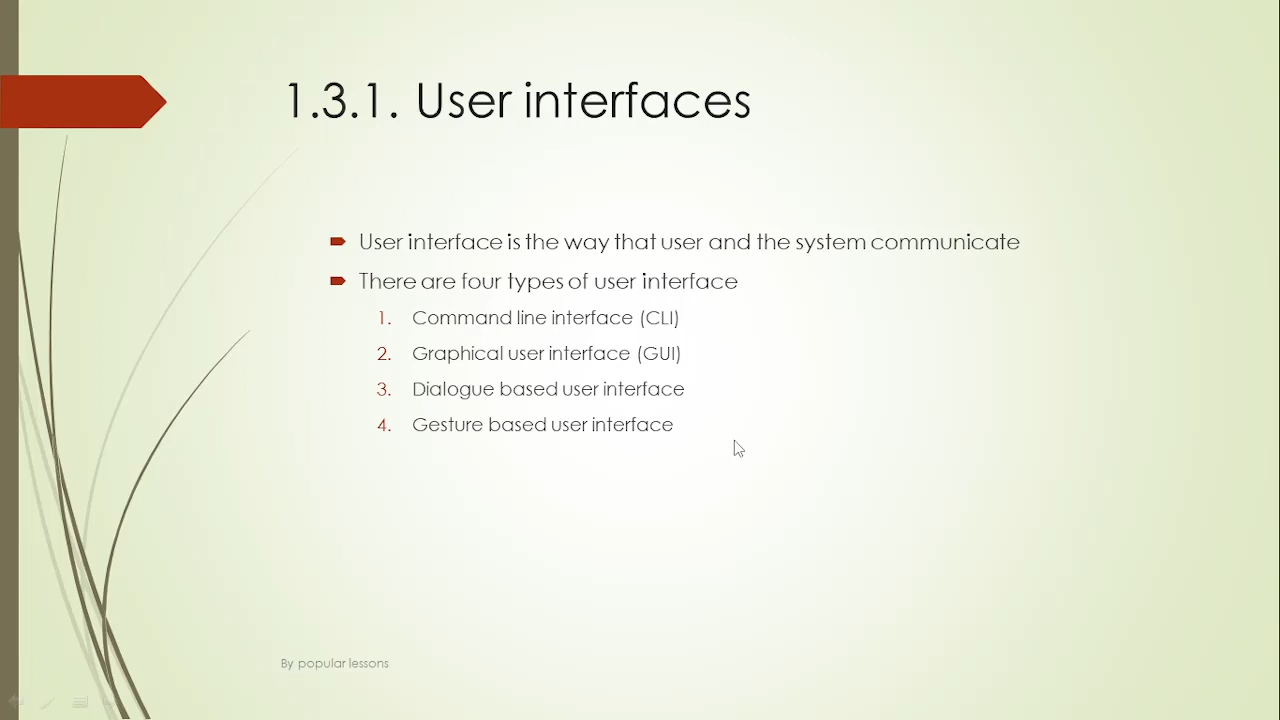 1.3.1. User interfaces
User interface is the way that user and the system communicate
There are four types of user interface
1. Command line interface (CLI)
2. Graphical user interface (GUI)
3. Dialogue based user interface
4. Gesture based user interface
By popular lessons